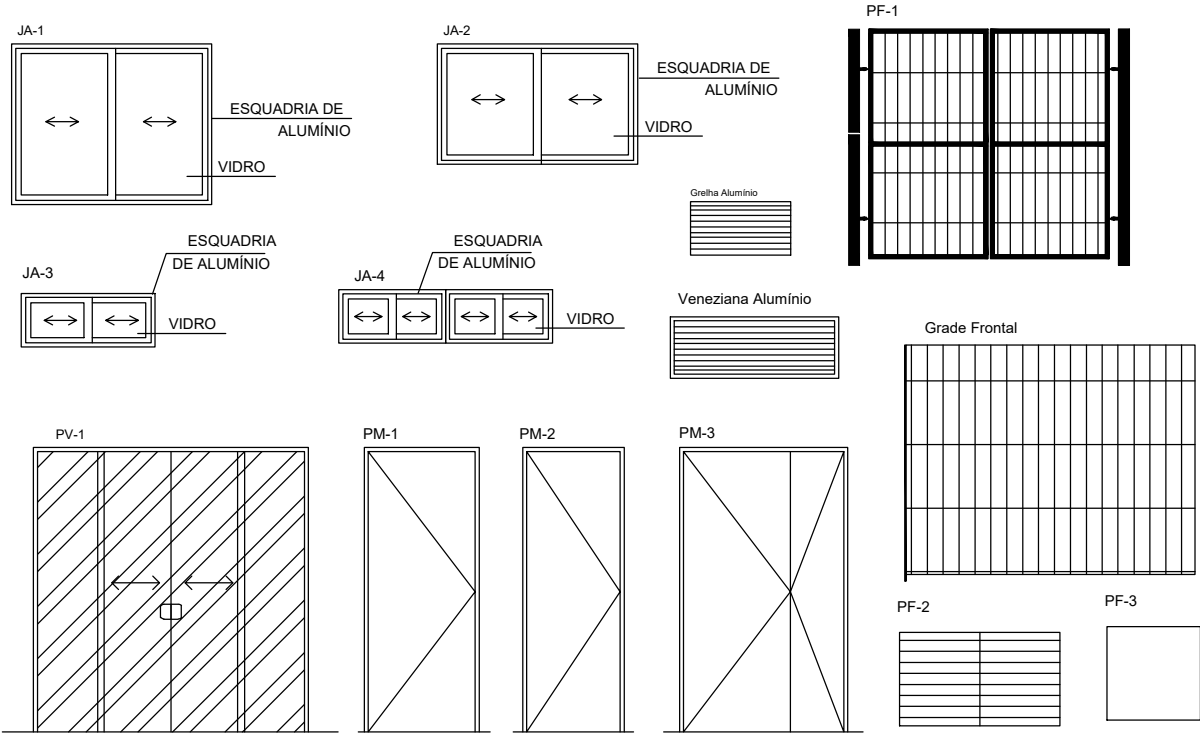 JA-1
ESQUADRIA DE
ALUMÍNIO
VIDRO
JA-2
ESQUADRIA DE
ALUMÍNIO
VIDRO
PF-1
Grelha Alumínio
JA-3
ESQUADRIA
DE ALUMÍNIO
VIDRO
JA-4
ESQUADRIA
DE ALUMÍNIO
VIDRO
Veneziana Alumínio
Grade Frontal
PV-1
PM-1
PM-2
PM-3
PF-2
PF-3